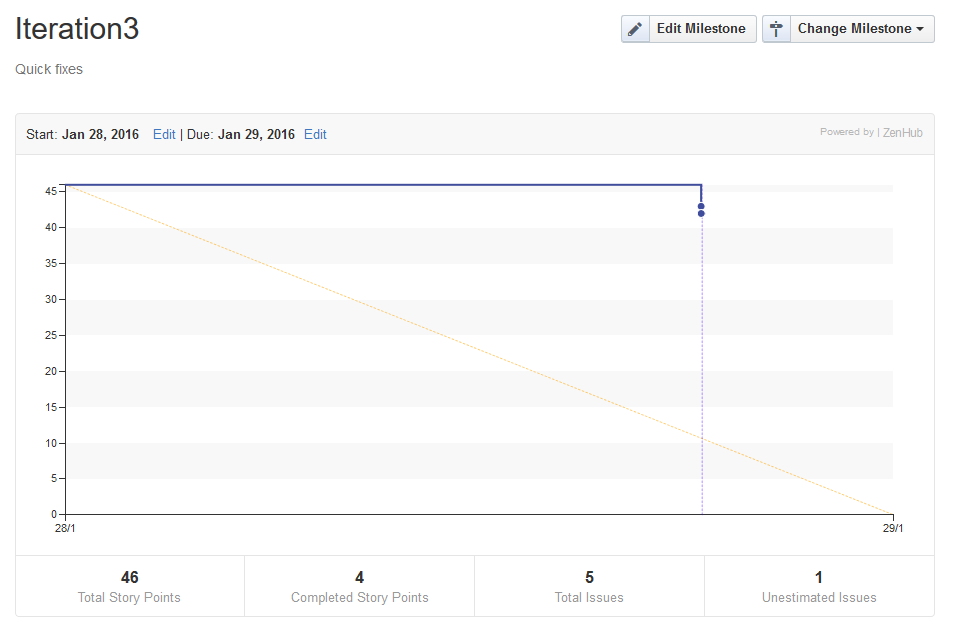 Iteration3
Edit Milestone
Change Milestone
Quick fixes
Start: Jan 28, 2016 Edit | Due: Jan 29, 2016 Edit
Powered by | ZenHub
45
40
35
30
25
20
15
10
5
0
28/1
29/1
46
Total Story Points
4
Completed Story Points
5
Total Issues
1
Unestimated Issues